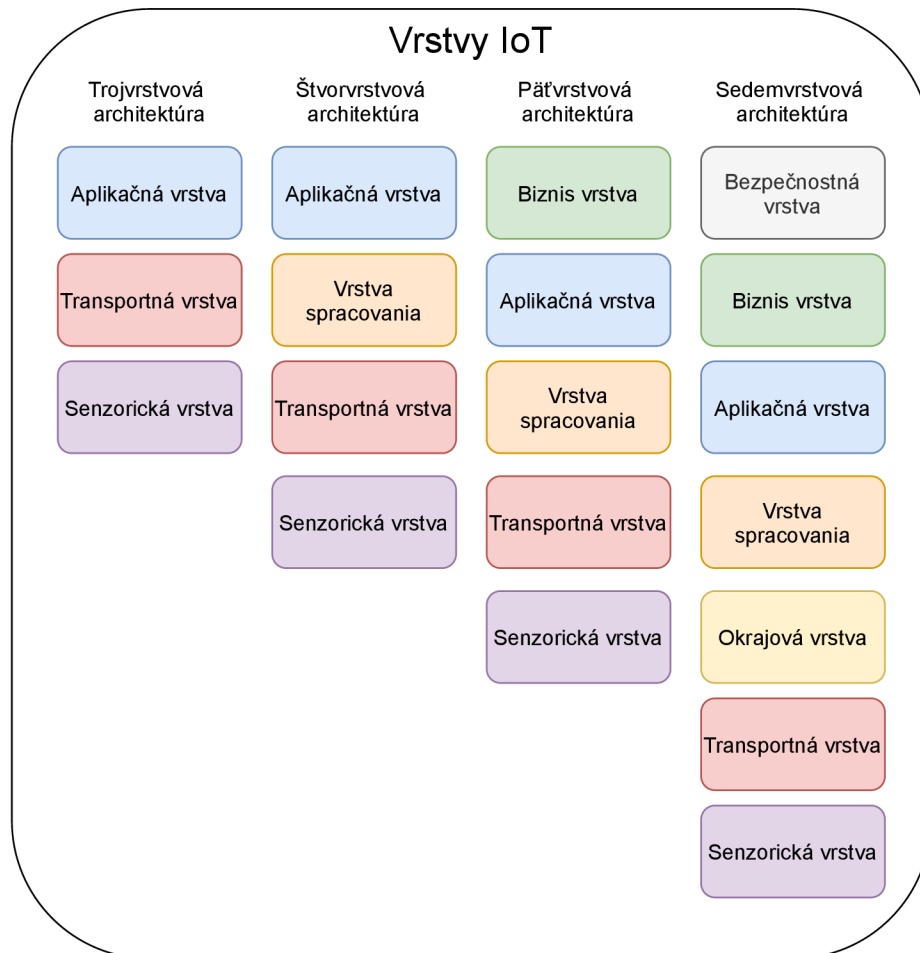 Vrstvy IoT
Trojvrstvová
architektúra
Aplikačná vrstva
Transportná vrstva
Senzorická vrstva
Štvorvrstvová
architektúra
Aplikačná vrstva
Vrstva
spracovania
Transportná vrstva
Senzorická vrstva
Päťvrstvová
architektúra
Biznis vrstva
Aplikačná vrstva
Vrstva
spracovania
Transportná vrstva
Senzorická vrstva
Sedemvrstvová
architektúra
Bezpečnostná
vrstva
Biznis vrstva
Aplikačná vrstva
Vrstva
spracovania
Okrajová vrstva
Transportná vrstva
Senzorická vrstva